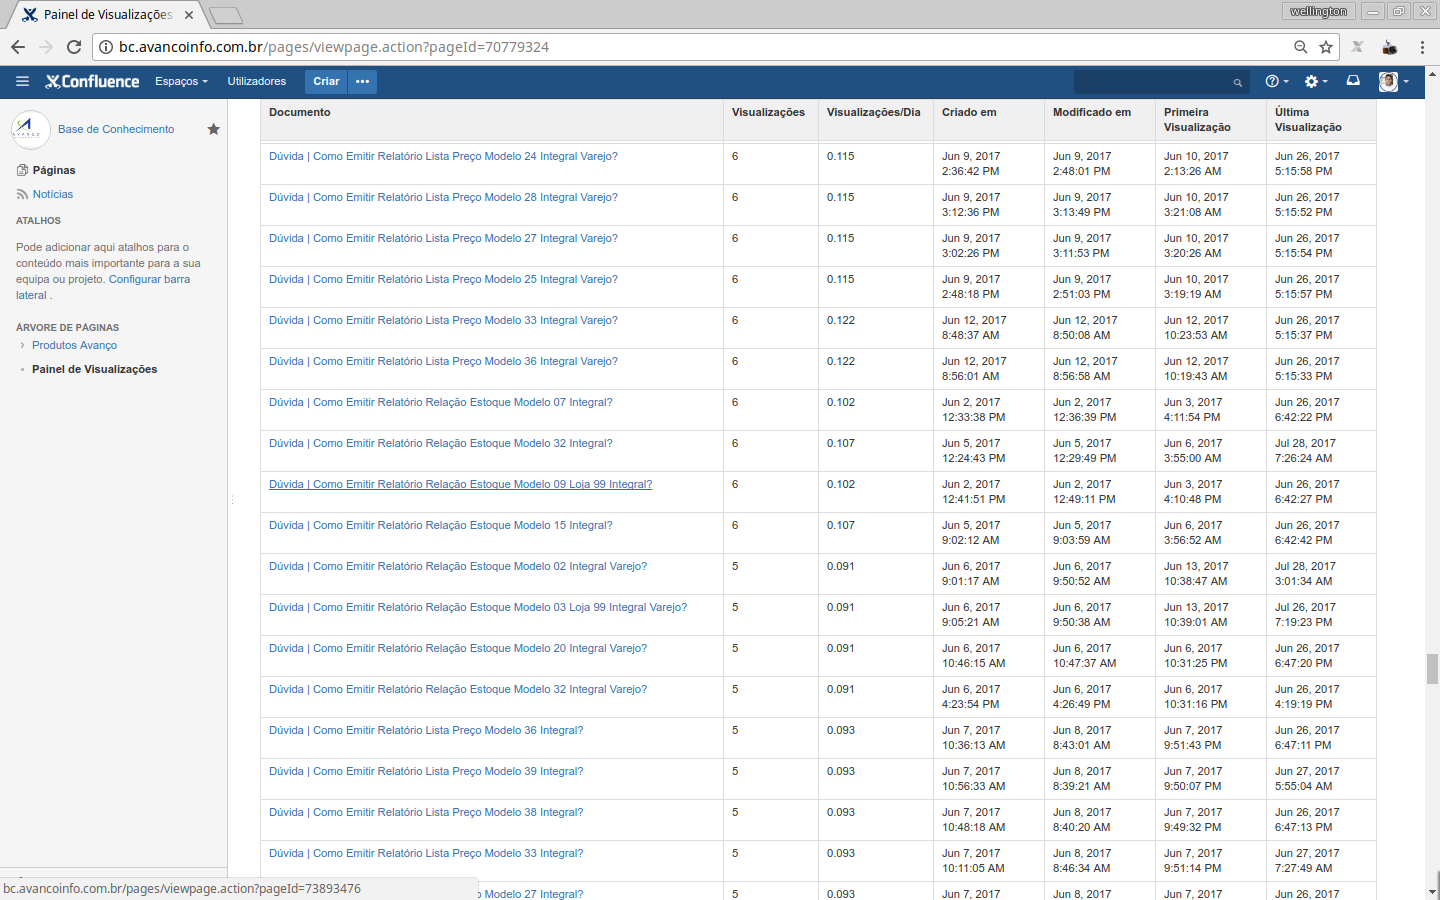 Painel de Visualizações
wellington
bc.avancoinfo.com.br/pages/viewpage.action?pageId=70779324
Confluence Espaços Utilizadores Criar •••
Base de Conhecimento
Páginas
Notícias
ATALHOS
Pode adicionar aqui atalhos para o
conteúdo mais importante para a sua
equipa ou projeto. Configurar barra
lateral .
ÁRVORE DE PÁGINAS
Produtos Avanço
Painel de Visualizações
Documento Visualizações Visualizações/Dia Criado em Modificado em Primeira Última
Visualização Visualização
Dúvida | Como Emitir Relatório Lista Preço Modelo 24 Integral Varejo? 6 0.115 Jun 9, 2017 Jun 9, 2017 Jun 10, 2017 Jun 26, 2017
2:36:42 PM 2:48:01 PM 2:13:26 AM 5:15:58 PM
Dúvida | Como Emitir Relatório Lista Preço Modelo 28 Integral Varejo? 6 0.115 Jun 9, 2017 Jun 9, 2017 Jun 10, 2017 Jun 26, 2017
3:12:36 PM 3:13:49 PM 3:21:08 AM 5:15:52 PM
Dúvida | Como Emitir Relatório Lista Preço Modelo 27 Integral Varejo? 6 0.115 Jun 9, 2017 Jun 9, 2017 Jun 10, 2017 Jun 26, 2017
3:02:26 PM 3:11:53 PM 3:20:26 AM 5:15:54 PM
Dúvida | Como Emitir Relatório Lista Preço Modelo 25 Integral Varejo? 6 0.115 Jun 9, 2017 Jun 9, 2017 Jun 10, 2017 Jun 26, 2017
2:48:18 PM 2:51:03 PM 3:19:19 AM 5:15:57 PM
Dúvida | Como Emitir Relatório Lista Preço Modelo 33 Integral Varejo? 6 0.122 Jun 12, 2017 Jun 12, 2017 Jun 12, 2017 Jun 26, 2017
8:48:37 AM 8:50:08 AM 10:23:53 AM 5:15:37 PM
Dúvida | Como Emitir Relatório Lista Preço Modelo 36 Integral Varejo? 6 0.122 Jun 12, 2017 Jun 12, 2017 Jun 12, 2017 Jun 26, 2017
8:56:01 AM 8:56:58 AM 10:19:43 AM 5:15:33 PM
Dúvida | Como Emitir Relatório Relação Estoque Modelo 07 Integral? 6 0.102 Jun 2, 2017 Jun 2, 2017 Jun 3, 2017 Jun 26, 2017
12:33:38 PM 12:36:39 PM 4:11:54 PM 6:42:22 PM
Dúvida | Como Emitir Relatório Relação Estoque Modelo 32 Integral? 6 0.107 Jun 5, 2017 Jun 5, 2017 Jun 6, 2017 Jul 28, 2017
12:24:43 PM 12:29:49 PM 3:55:00 AM 7:26:24 AM
Dúvida | Como Emitir Relatório Relação Estoque Modelo 09 Loja 99 Integral? 6 0.102 Jun 2, 2017 Jun 2, 2017 Jun 3, 2017 Jun 26, 2017
12:41:51 PM 12:49:11 PM 4:10:48 PM 6:42:27 PM
Dúvida | Como Emitir Relatório Relação Estoque Modelo 15 Integral? 6 0.107 Jun 5, 2017 Jun 5, 2017 Jun 6, 2017 Jun 26, 2017
9:02:12 AM 9:03:59 AM 3:56:52 AM 6:42:42 PM
Dúvida | Como Emitir Relatório Relação Estoque Modelo 02 Integral Varejo? 5 0.091 Jun 6, 2017 Jun 6, 2017 Jun 13, 2017 Jul 28, 2017
9:01:17 AM 9:50:52 AM 10:38:47 AM 3:01:34 AM
Dúvida | Como Emitir Relatório Relação Estoque Modelo 03 Loja 99 Integral Varejo? 5 0.091 Jun 6, 2017 Jun 6, 2017 Jun 13, 2017 Jul 26, 2017
9:05:21 AM 9:50:38 AM 10:39:01 AM 7:19:23 PM
Dúvida | Como Emitir Relatório Relação Estoque Modelo 20 Integral Varejo? 5 0.091 Jun 6, 2017 Jun 6, 2017 Jun 6, 2017 Jun 26, 2017
10:46:15 AM 10:47:37 AM 10:31:25 PM 6:47:20 PM
Dúvida | Como Emitir Relatório Relação Estoque Modelo 32 Integral Varejo? 5 0.091 Jun 6, 2017 Jun 6, 2017 Jun 6, 2017 Jun 26, 2017
4:23:54 PM 4:26:49 PM 10:31:16 PM 4:19:19 PM
Dúvida | Como Emitir Relatório Lista Preço Modelo 36 Integral? 5 0.093 Jun 7, 2017 Jun 8, 2017 Jun 7, 2017 Jun 26, 2017
10:36:13 AM 8:43:01 AM 9:51:43 PM 6:47:11 PM
Dúvida | Como Emitir Relatório Lista Preço Modelo 39 Integral? 5 0.093 Jun 7, 2017 Jun 8, 2017 Jun 7, 2017 Jun 27, 2017
10:56:33 AM 8:39:21 AM 9:50:07 PM 5:55:04 AM
Dúvida | Como Emitir Relatório Lista Preço Modelo 38 Integral? 5 0.093 Jun 7, 2017 Jun 8, 2017 Jun 7, 2017 Jun 26, 2017
10:48:18 AM 8:40:20 AM 9:49:32 PM 6:47:13 PM
Dúvida | Como Emitir Relatório Lista Preço Modelo 33 Integral? 5 0.093 Jun 7, 2017 Jun 8, 2017 Jun 7, 2017 Jun 27, 2017
10:11:05 AM 8:46:34 AM 9:51:14 PM 7:27:49 AM
Modelo 27 Integral? 5 0.093 Jun 7, 2017 Jun 8, 2017 Jun 7, 2017 Jun 26, 2017
bc.avancoinfo.com.br/pages/viewpage.action?pageId=73893476